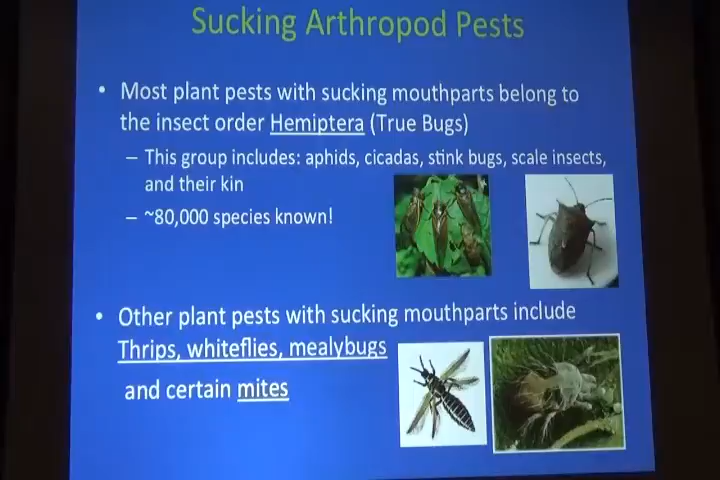 Sucking Arthropod Pests
• Most plant pests with sucking mouthparts belong to
the insect order Hemiptera (True Bugs)
– This group includes: aphids, cicadas, stink bugs, scale insects,
and their kin
– ~80,000 species known!
• Other plant pests with sucking mouthparts include
Thrips, whiteflies, mealybugs
and certain mites